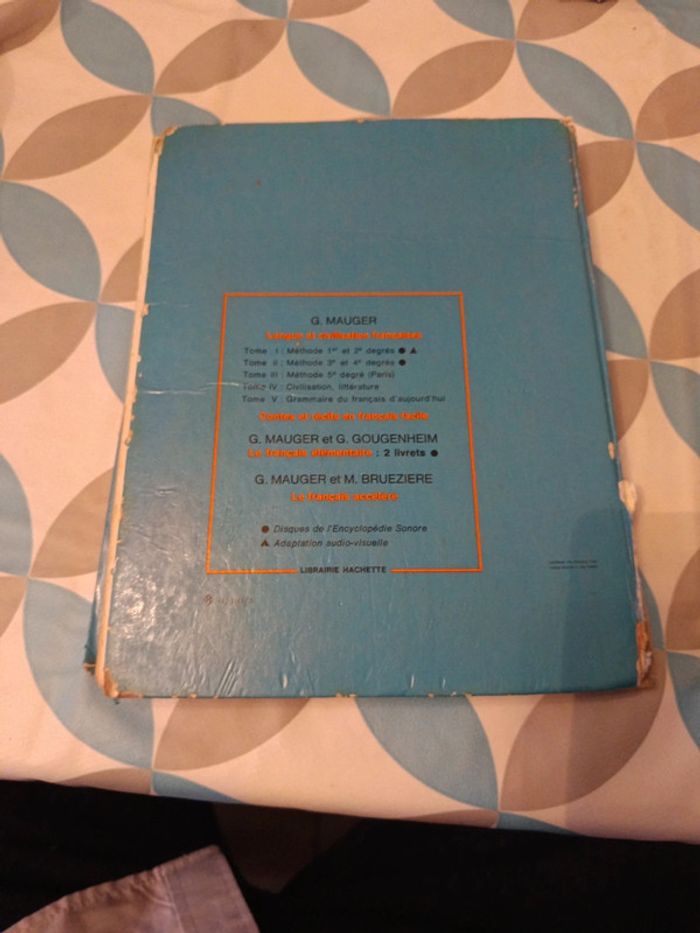 G. MAUGER
Langue et civilisation françaises
Tome I : Méthode 1er et 2e degrés ● ▲
Tome II : Méthode 3e et 4e degrés ●
Tome III : Méthode 5e degré (Paris)
Tome IV : Civilisation, littérature
Tome V : Grammaire du français d'aujourd'hui
Contes et récits en français facile
G. MAUGER et G. GOUGENHEIM
Le français élémentaire : 2 livrets ●
G. MAUGER et M. BRUEZIERE
Le français accéléré
● Disques de l'Encyclopédie Sonore
▲ Adaptation audio-visuelle
LIBRAIRIE HACHETTE